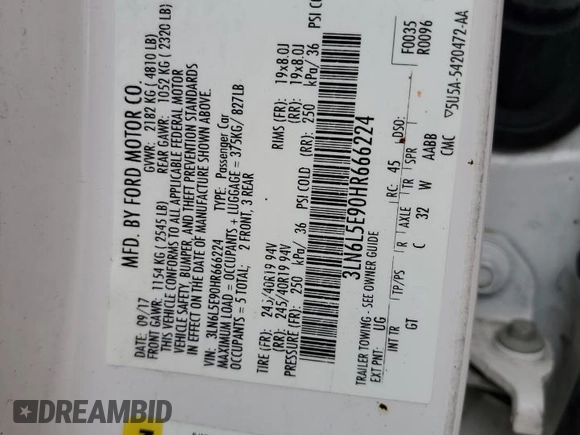 MFD. BY FORD MOTOR CO.
DATE: 09/17 GVWR: 2182 KG ( 4810 LB)
FRONT GAWR: 1154 KG ( 2545 LB) REAR GAWR: 1052 KG ( 2320 LB)
THIS VEHICLE CONFORMS TO ALL APPLICABLE FEDERAL MOTOR
VEHICLE SAFETY, BUMPER, AND THEFT PREVENTION STANDARDS
IN EFFECT ON THE DATE OF MANUFACTURE SHOWN ABOVE.
VIN: 3LN6L5E90HR666224 TYPE: Passenger Car
MAXIMUM LOAD = OCCUPANTS + LUGGAGE = 375KG/ 827LB
OCCUPANTS = 5 TOTAL: 2 FRONT, 3 REAR
TIRE (FR): 245/40R19 94V RIMS (FR): 19x8.0J
(RR): 245/40R19 94V (RR): 19x8.0J
PRESSURE (FR): 250 kPa/ 36 PSI COLD (RR): 250 kPa/ 36 PSI CO
3LN6L5E90HR666224
TRAILER TOWING - SEE OWNER GUIDE
F0035
R0096
EXT PNT: UG RC: 45 DSO:
INT TR TP/PS R AXLE TR SPR
GT C 32 W AABB
CMC ▽5U5A-5420472-AA
DREAMBID